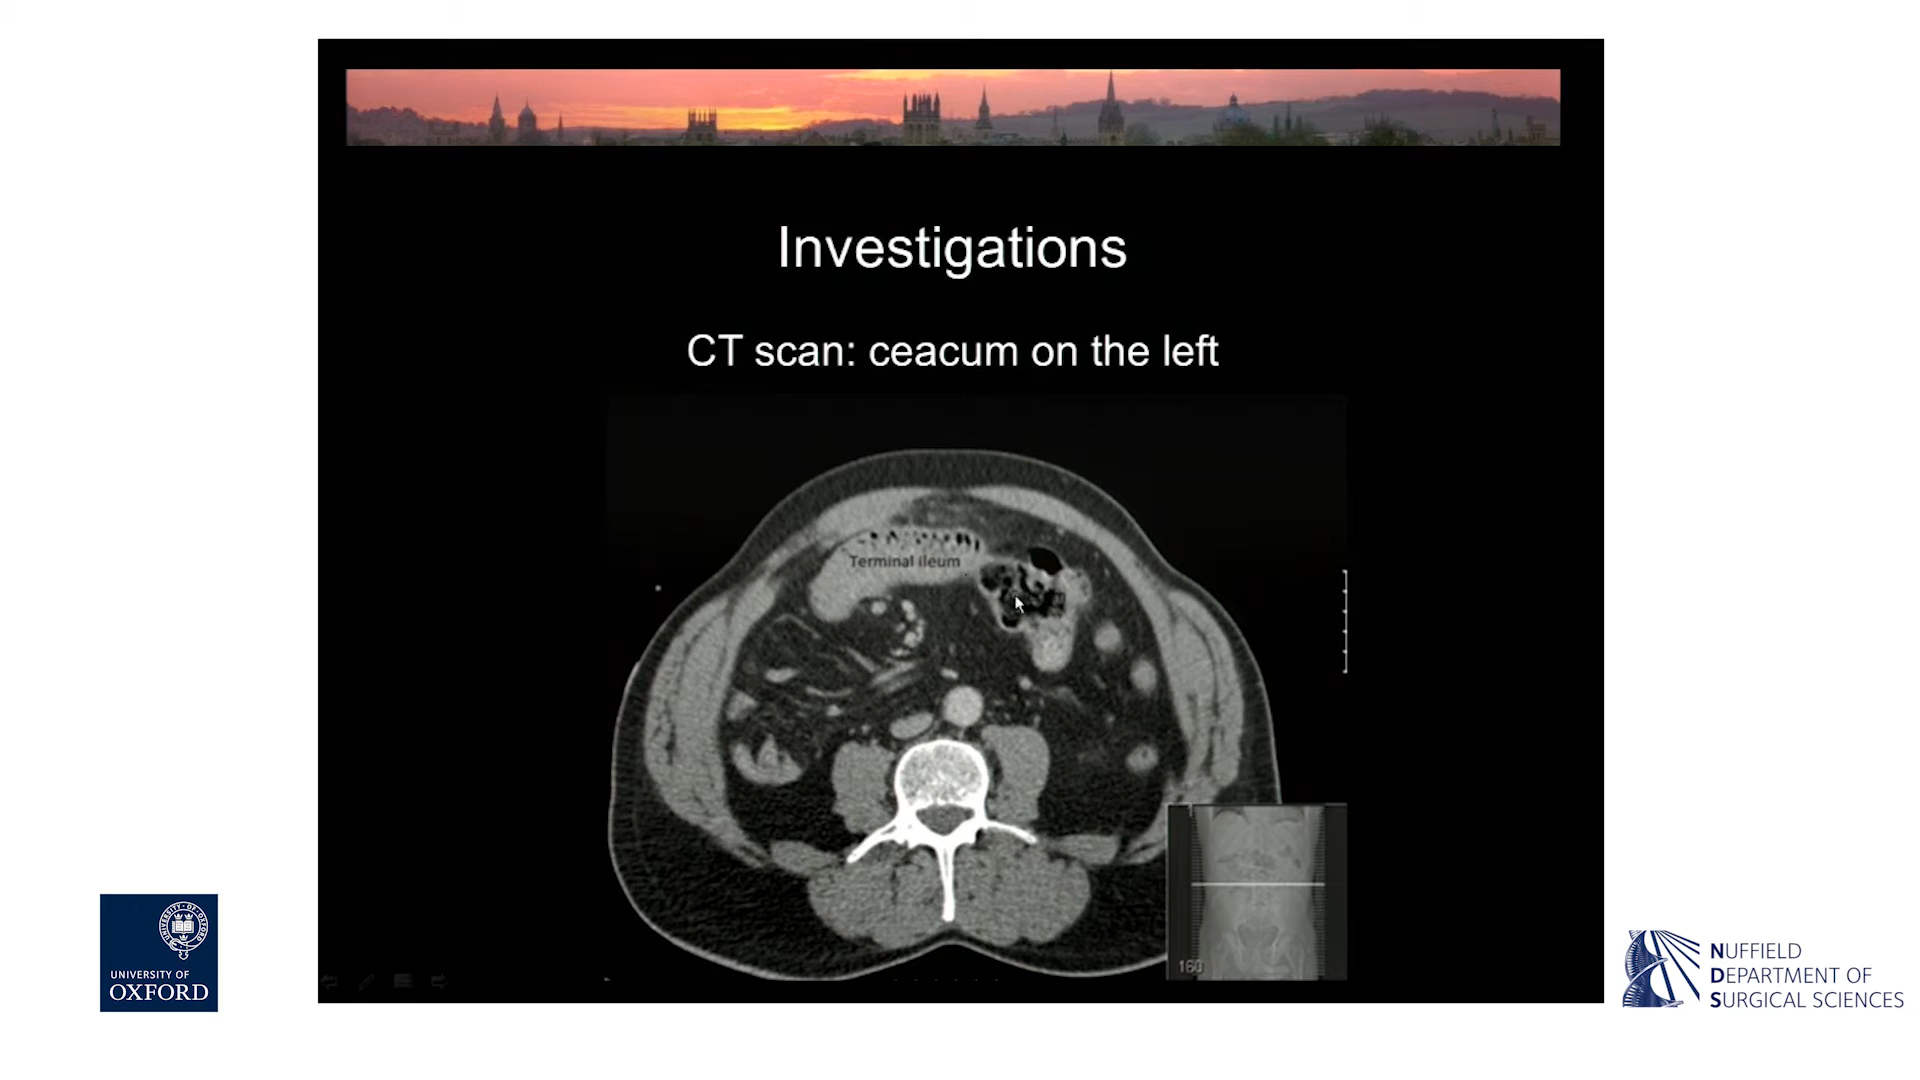 Investigations
CT scan: ceacum on the left
Terminal ileum
160
UNIVERSITY OF
OXFORD
NUFFIELD
DEPARTMENT OF
SURGICAL SCIENCES